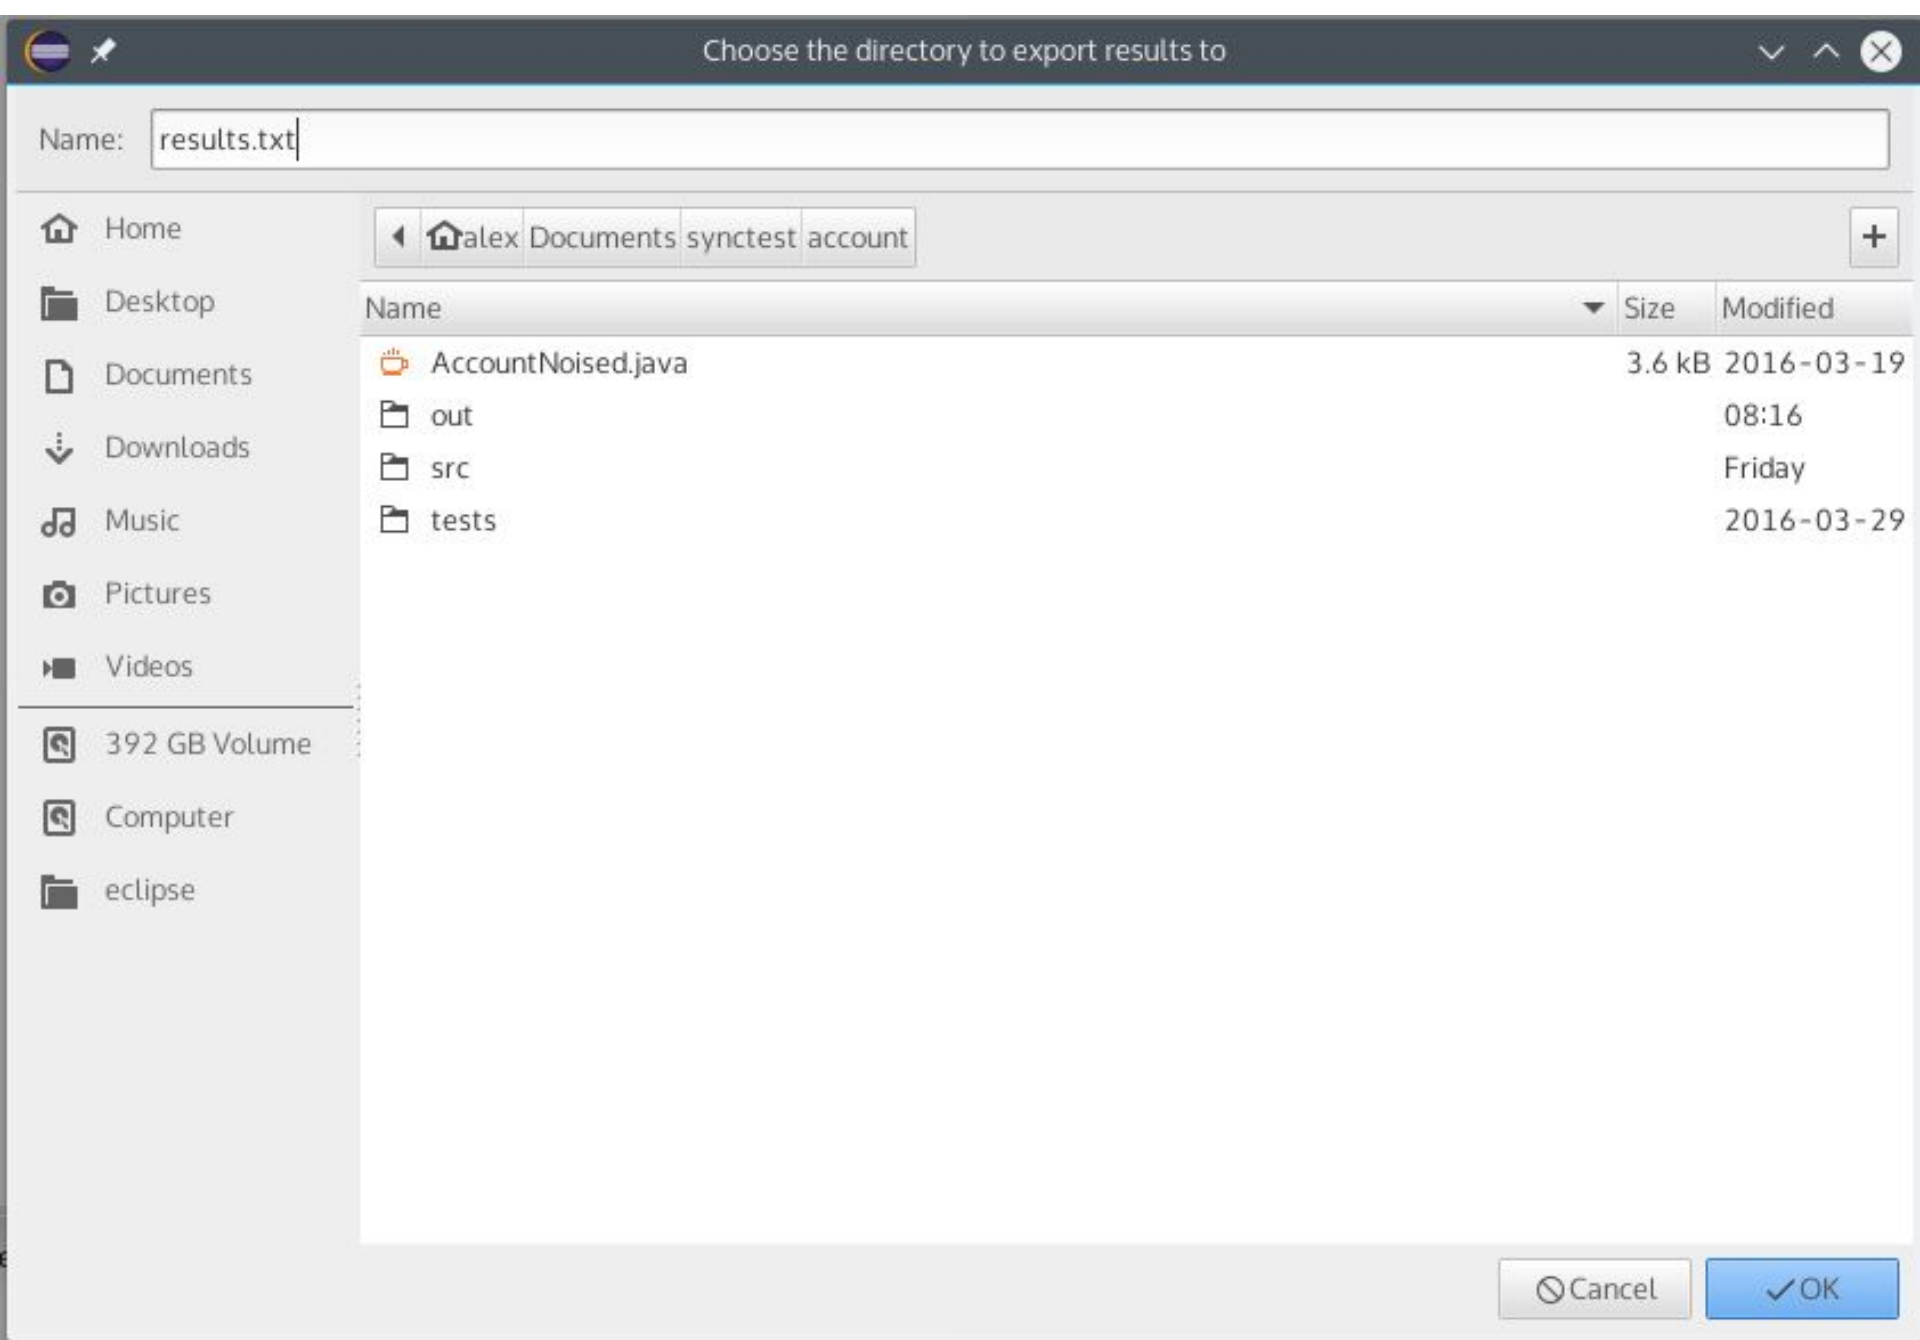 Choose the directory to export results to
Name: results.txt
Home
Desktop
Documents
Downloads
Music
Pictures
Videos
392 GB Volume
Computer
eclipse
alex Documents synctest account +
Name Size Modified
AccountNoised.java 3.6 kB 2016-03-19
out 08:16
src Friday
tests 2016-03-29
Cancel OK